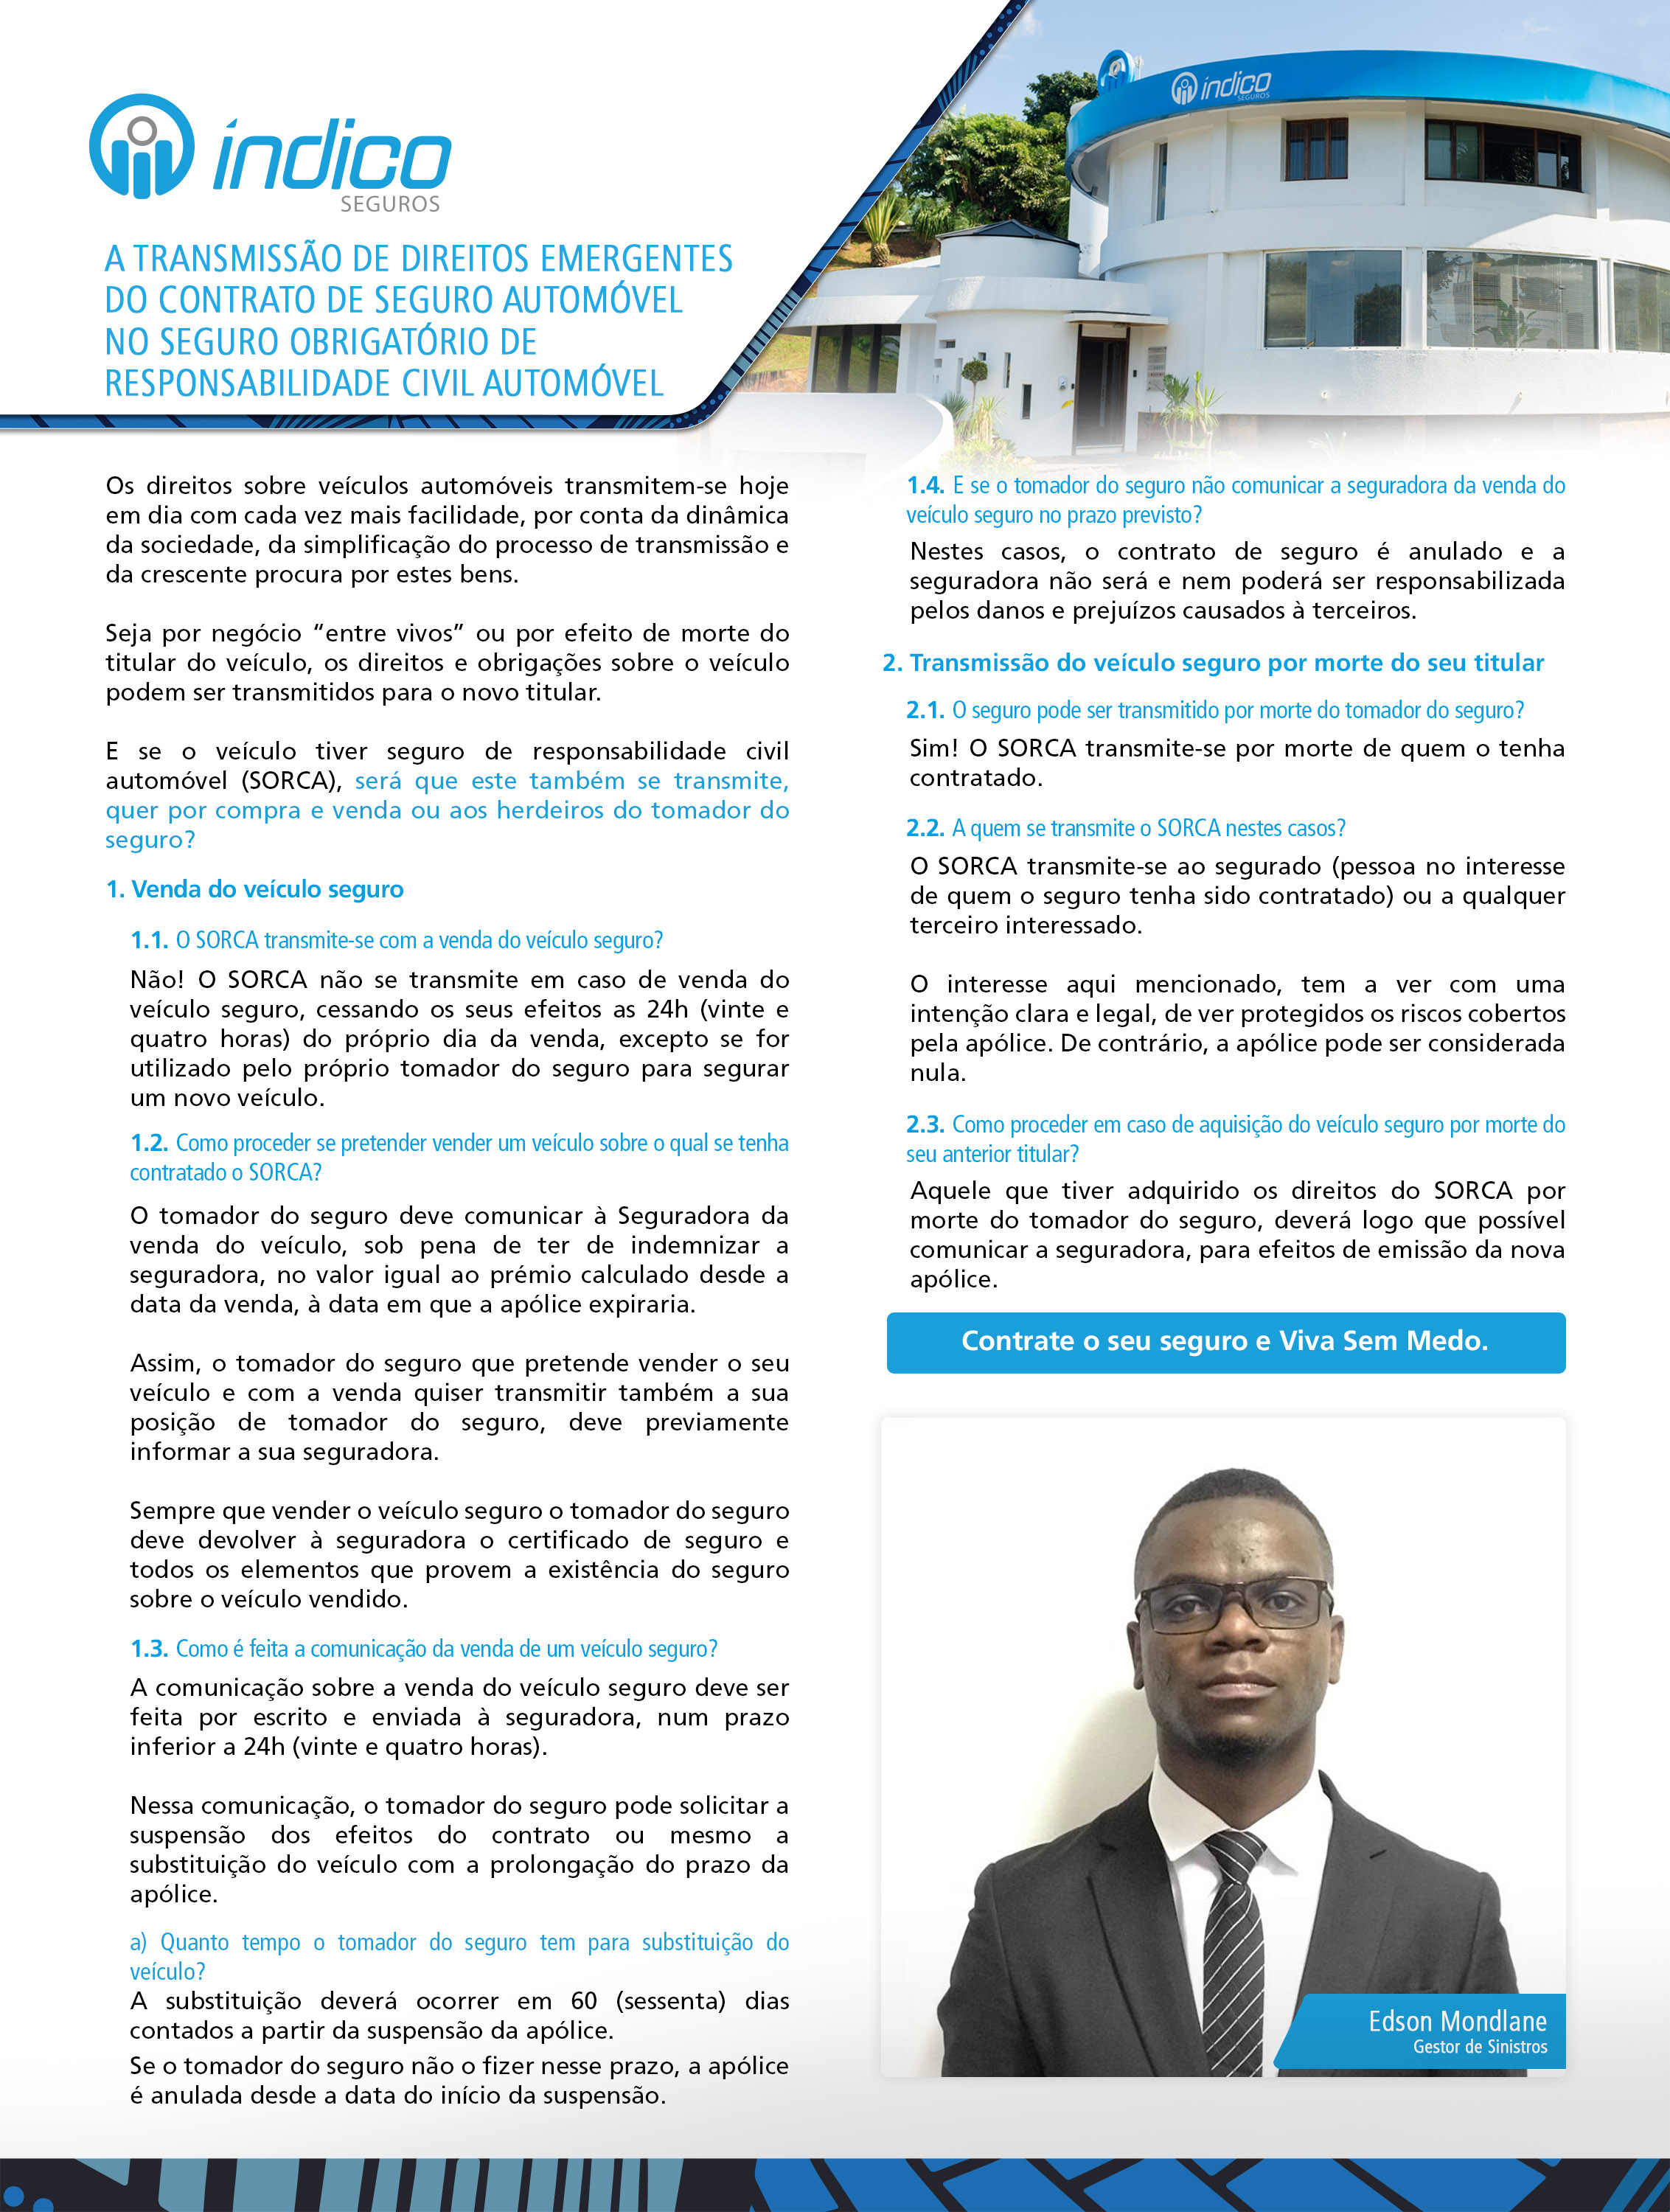 índico
SEGUROS
índico
SEGUROS
A TRANSMISSÃO DE DIREITOS EMERGENTES
DO CONTRATO DE SEGURO AUTOMÓVEL
NO SEGURO OBRIGATÓRIO DE
RESPONSABILIDADE CIVIL AUTOMÓVEL
Os direitos sobre veículos automóveis transmitem-se hoje
em dia com cada vez mais facilidade, por conta da dinâmica
da sociedade, da simplificação do processo de transmissão e
da crescente procura por estes bens.
Seja por negócio “entre vivos” ou por efeito de morte do
titular do veículo, os direitos e obrigações sobre o veículo
podem ser transmitidos para o novo titular.
E se o veículo tiver seguro de responsabilidade civil
automóvel (SORCA), será que este também se transmite,
quer por compra e venda ou aos herdeiros do tomador do
seguro?
1. Venda do veículo seguro
1.1. O SORCA transmite-se com a venda do veículo seguro?
Não! O SORCA não se transmite em caso de venda do
veículo seguro, cessando os seus efeitos as 24h (vinte e
quatro horas) do próprio dia da venda, excepto se for
utilizado pelo próprio tomador do seguro para segurar
um novo veículo.
1.2. Como proceder se pretender vender um veículo sobre o qual se tenha
contratado o SORCA?
O tomador do seguro deve comunicar à Seguradora da
venda do veículo, sob pena de ter de indemnizar a
seguradora, no valor igual ao prémio calculado desde a
data da venda, à data em que a apólice expiraria.
Assim, o tomador do seguro que pretende vender o seu
veículo e com a venda quiser transmitir também a sua
posição de tomador do seguro, deve previamente
informar a sua seguradora.
Sempre que vender o veículo seguro o tomador do seguro
deve devolver à seguradora o certificado de seguro e
todos os elementos que provem a existência do seguro
sobre o veículo vendido.
1.3. Como é feita a comunicação da venda de um veículo seguro?
A comunicação sobre a venda do veículo seguro deve ser
feita por escrito e enviada à seguradora, num prazo
inferior a 24h (vinte e quatro horas).
Nessa comunicação, o tomador do seguro pode solicitar a
suspensão dos efeitos do contrato ou mesmo a
substituição do veículo com a prolongação do prazo da
apólice.
a) Quanto tempo o tomador do seguro tem para substituição do
veículo?
A substituição deverá ocorrer em 60 (sessenta) dias
contados a partir da suspensão da apólice.
Se o tomador do seguro não o fizer nesse prazo, a apólice
é anulada desde a data do início da suspensão.
1.4. E se o tomador do seguro não comunicar a seguradora da venda do
veículo seguro no prazo previsto?
Nestes casos, o contrato de seguro é anulado e a
seguradora não será e nem poderá ser responsabilizada
pelos danos e prejuízos causados à terceiros.
2. Transmissão do veículo seguro por morte do seu titular
2.1. O seguro pode ser transmitido por morte do tomador do seguro?
Sim! O SORCA transmite-se por morte de quem o tenha
contratado.
2.2. A quem se transmite o SORCA nestes casos?
O SORCA transmite-se ao segurado (pessoa no interesse
de quem o seguro tenha sido contratado) ou a qualquer
terceiro interessado.
O interesse aqui mencionado, tem a ver com uma
intenção clara e legal, de ver protegidos os riscos cobertos
pela apólice. De contrário, a apólice pode ser considerada
nula.
2.3. Como proceder em caso de aquisição do veículo seguro por morte do
seu anterior titular?
Aquele que tiver adquirido os direitos do SORCA por
morte do tomador do seguro, deverá logo que possível
comunicar a seguradora, para efeitos de emissão da nova
apólice.
Contrate o seu seguro e Viva Sem Medo.
Edson Mondlane
Gestor de Sinistros